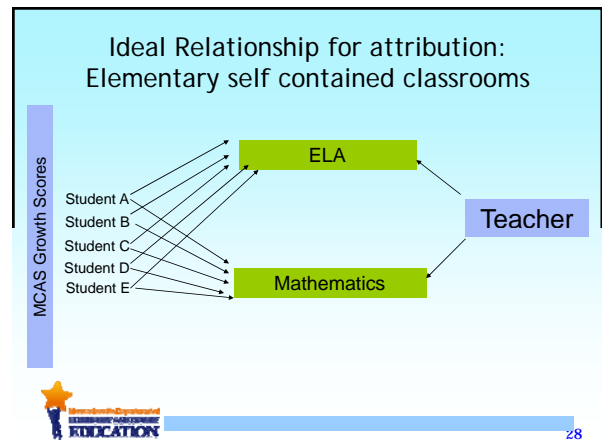 Ideal Relationship for attribution:
Elementary self contained classrooms
MCAS Growth Scores
Student A
Student B
Student C
Student D
Student E
ELA
Mathematics
Teacher
EDUCATION
28